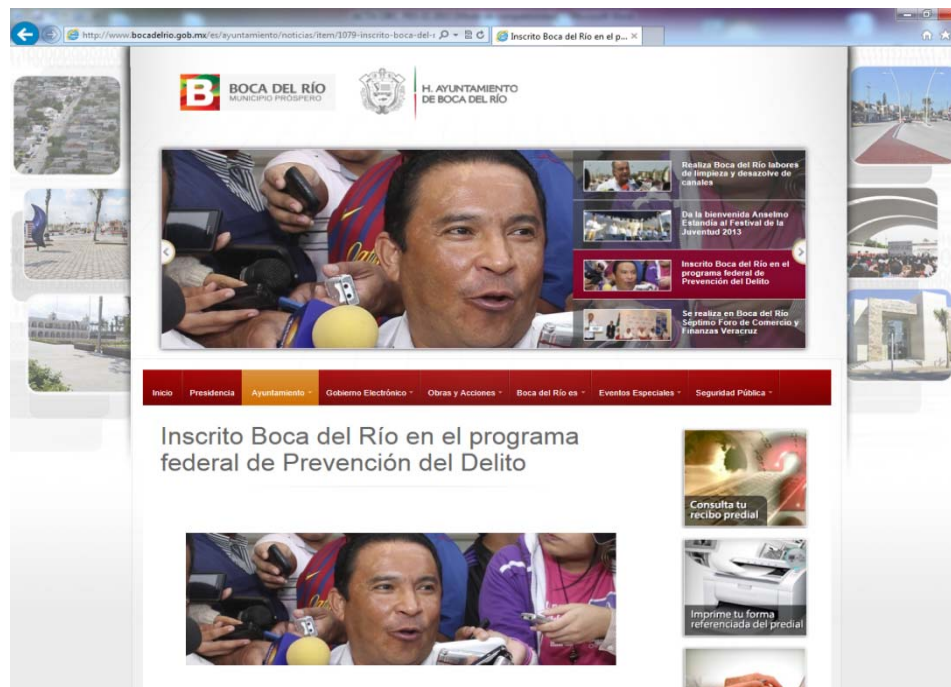 http://www.bocadelrio.gob.mx/es/ayuntamiento/noticias/item/1079-inscrito-boca-del-r
Inscrito Boca del Río en el p...
B
BOCA DEL RÍO
MUNICIPIO PRÓSPERO
H. AYUNTAMIENTO
DE BOCA DEL RÍO
Realiza Boca del Río labores
de limpieza y desazolve de
canales
Da la bienvenida Anselmo
Estandía al Festival de la
Juventud 2013
Inscrito Boca del Río en el
programa federal de
Prevención del Delito
Se realiza en Boca del Río
Séptimo Foro de Comercio y
Finanzas Veracruz
Inicio Presidencia Ayuntamiento Gobierno Electrónico Obras y Acciones Boca del Río es Eventos Especiales Seguridad Pública
Inscrito Boca del Río en el programa
federal de Prevención del Delito
Consulta tu
recibo predial
Imprime tu forma
referenciada del predial